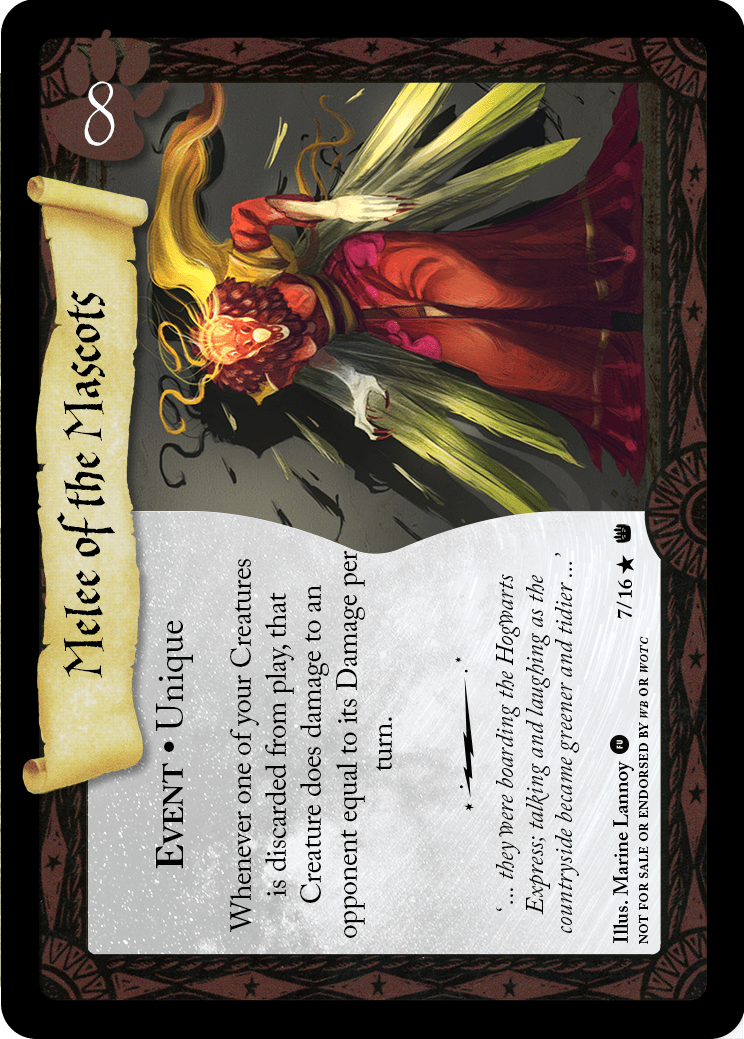 8
Melee of the Mascots
EVENT • Unique
Whenever one of your Creatures
is discarded from play, that
Creature does damage to an
opponent equal to its Damage per
turn.
‘ ... they were boarding the Hogwarts
Express; talking and laughing as the
countryside became greener and tidier ... ’
Illus. Marine Lannoy FU 7/16 ★
NOT FOR SALE OR ENDORSED BY WB OR WOTC